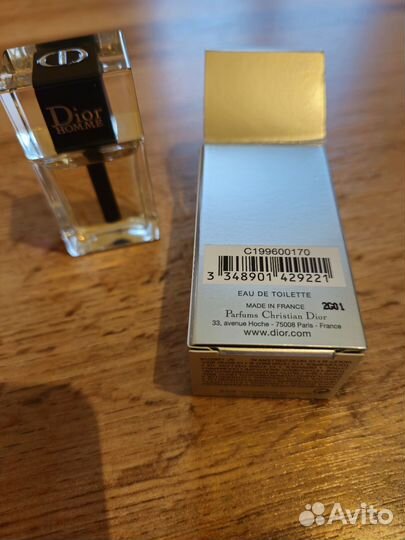 Dior
HOMME
C199600170
3 348901 429221
EAU DE TOILETTE
MADE IN FRANCE 2G01
Parfums Christian Dior
33, avenue Hoche - 75008 Paris - France
www.dior.com
Avito